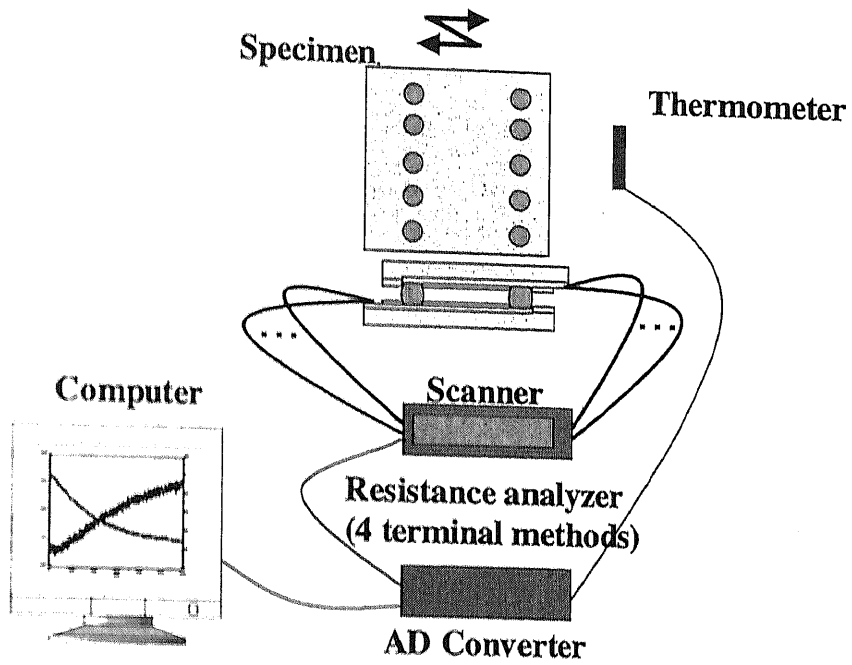 Specimen
Thermometer
Computer
Scanner
Resistance analyzer
(4 terminal methods)
AD Converter